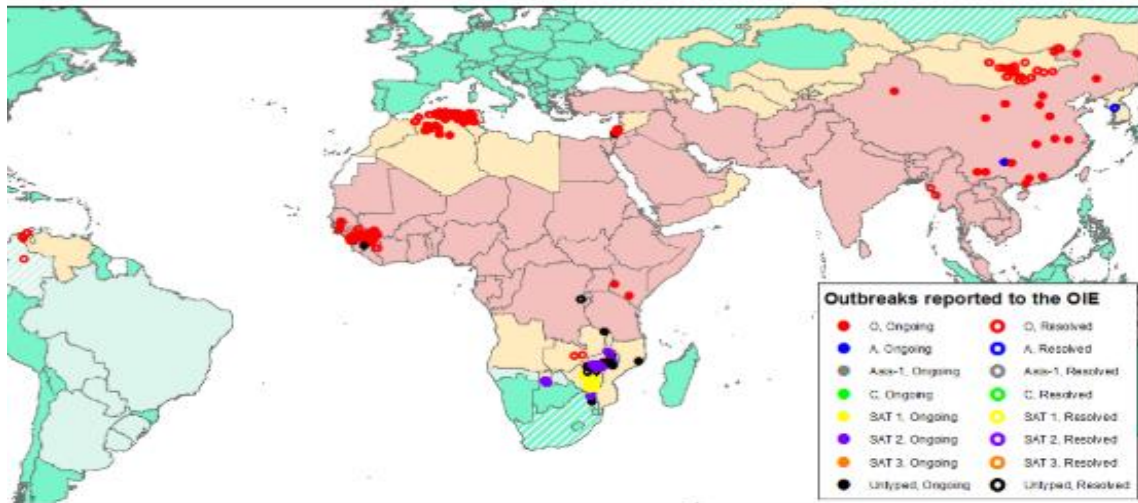 Outbreaks reported to the OIE
O, Ongoing O, Resolved
A, Ongoing A, Resolved
Asia-1, Ongoing Asia-1, Resolved
C, Ongoing C, Resolved
SAT 1, Ongoing SAT 1, Resolved
SAT 2, Ongoing SAT 2, Resolved
SAT 3, Ongoing SAT 3, Resolved
Untyped, Ongoing Untyped, Resolved